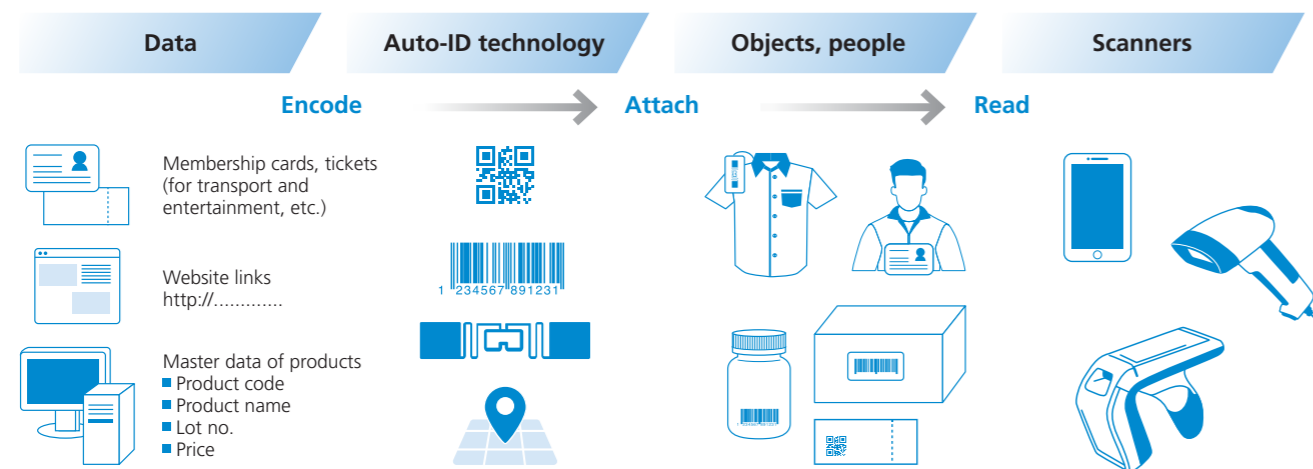 Data
Auto-ID technology
Objects, people
Scanners
Encode
Attach
Read
Membership cards, tickets
(for transport and
entertainment, etc.)
Website links
http://.............
Master data of products
Product code
Product name
Lot no.
Price
1 234567 891231